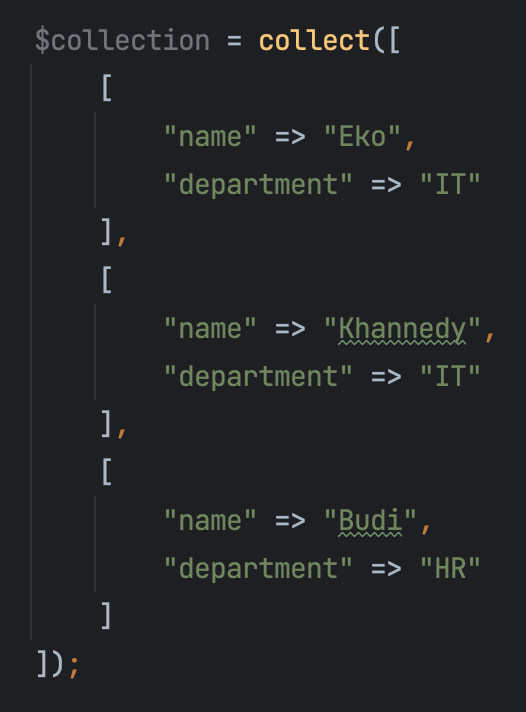 $collection = collect([
    [
        "name" => "Eko",
        "department" => "IT"
    ],
    [
        "name" => "Khannedy",
        "department" => "IT"
    ],
    [
        "name" => "Budi",
        "department" => "HR"
    ]
]);